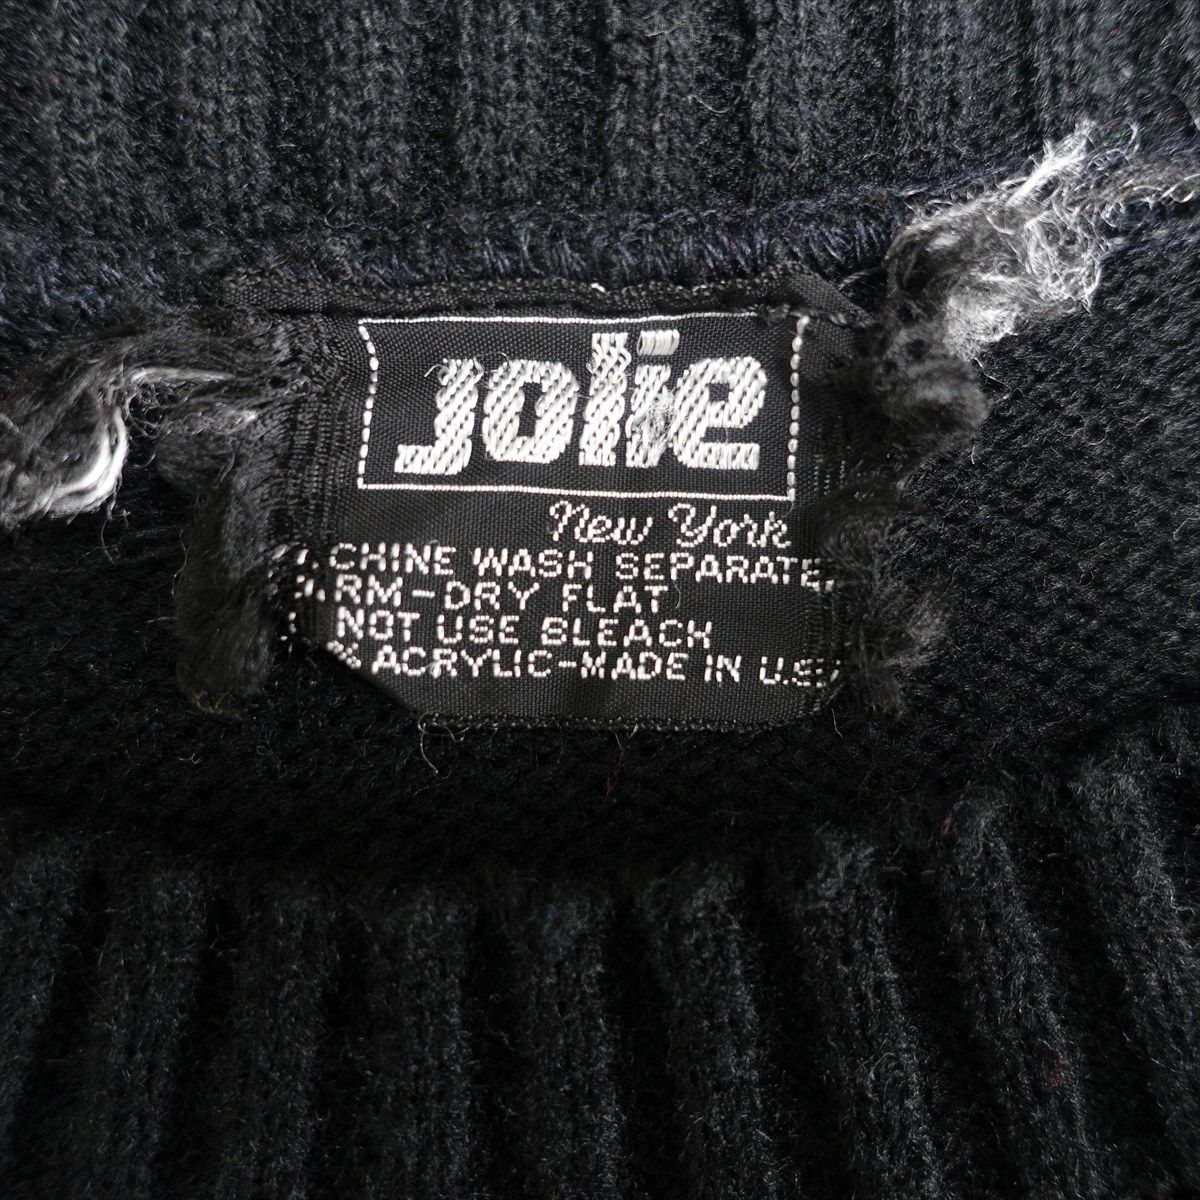 Jolie
New York
CHINE WASH SEPARATE
RM-DRY FLAT
NOT USE BLEACH
% ACRYLIC-MADE IN U.S.